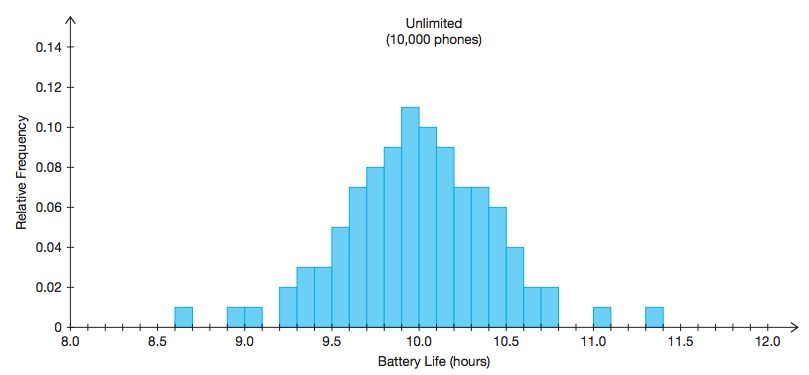 Unlimited
(10,000 phones)
0.14
0.12
0.10
0.08
0.06
0.04
0.02
0
Relative Frequency
8.0 8.5 9.0 9.5 10.0 10.5 11.0 11.5 12.0
Battery Life (hours)